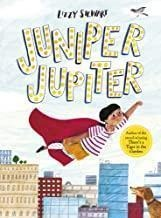 LIZZY STEWART
JUNIPER
JUPITER
Author of the
award-winning
There's a
Tiger in the
Garden